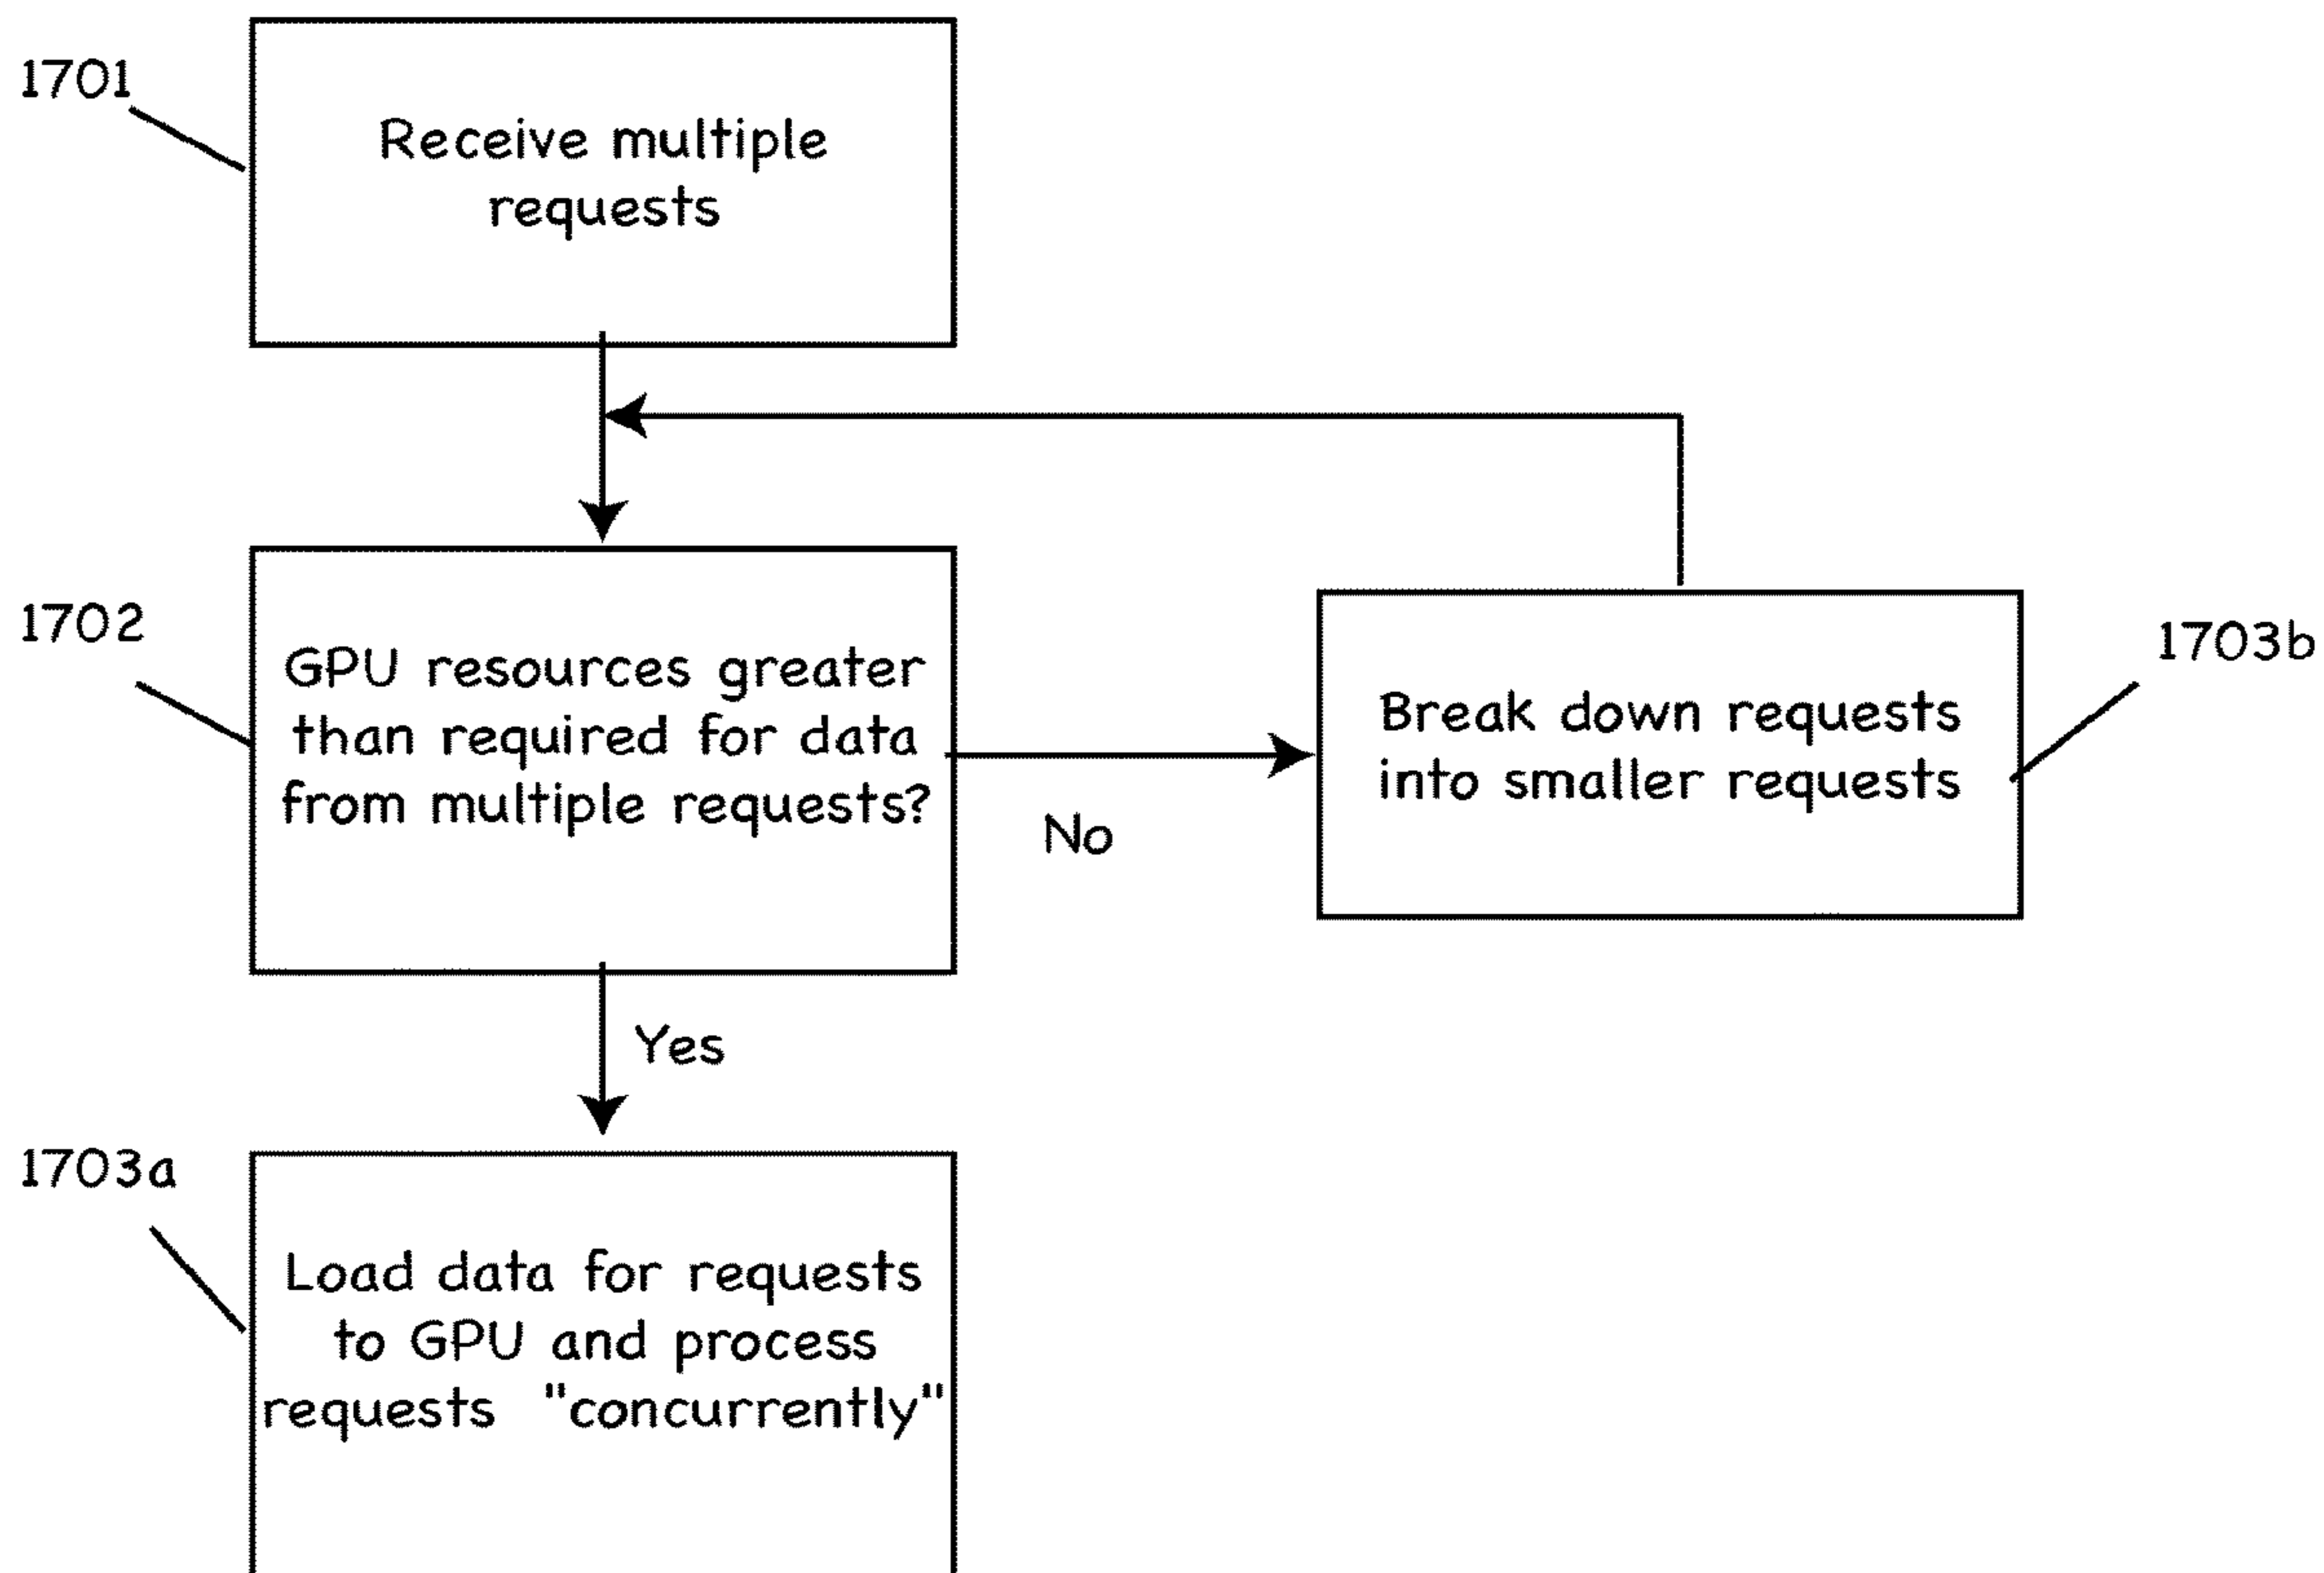 1701
Receive multiple
requests
1702
GPU resources greater
than required for data
from multiple requests?
No
Break down requests
into smaller requests
1703b
Yes
1703a
Load data for requests
to GPU and process
requests "concurrently"